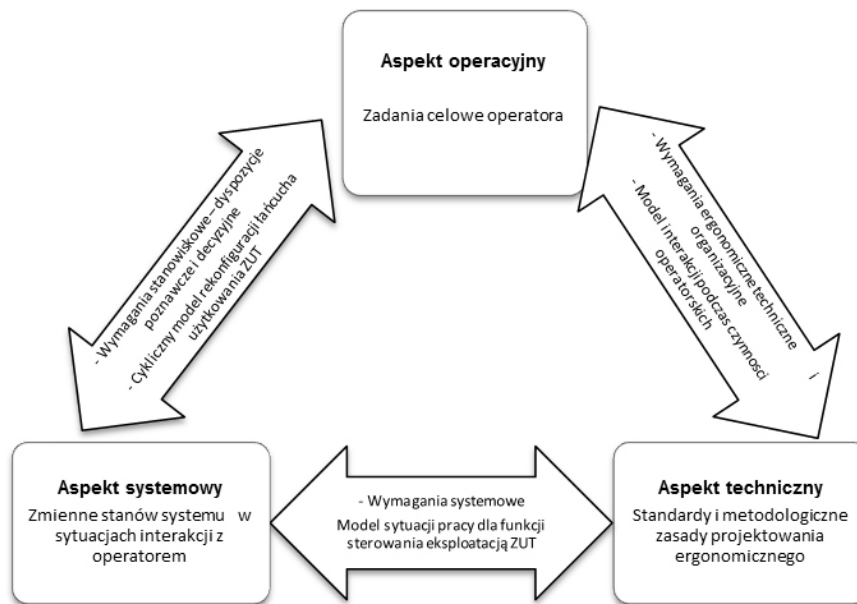 Aspekt operacyjny
Zadania celowe operatora
- Wymagania stanowiskowe – dyspozycje
poznawcze i decyzyjne
- Cykliczny model rekonfiguracji łańcucha
użytkowania ZUT
- Wymagania ergonomiczne techniczne i
organizacyjne
- Model interakcji podczas czynnosci
operatorskich
Aspekt systemowy
Zmienne stanów systemu w
sytuacjach interakcji z
operatorem
- Wymagania systemowe
Model sytuacji pracy dla funkcji
sterowania eksploatacją ZUT
Aspekt techniczny
Standardy i metodologiczne
zasady projektowania
ergonomicznego